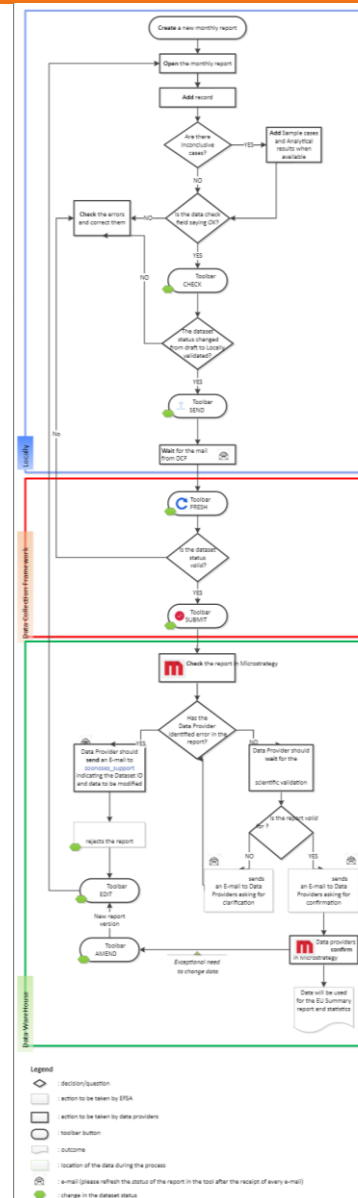 Create a new monthly report
Open the monthly report
Add record
Are there
inconclusive
cases?
YES
Add Sample cases
and Analytical
results when
available
NO
Check the errors
and correct them
NO
Is the data check
field saying OK?
YES
Toolbar
CHECK
NO
The dataset
status changed
from draft to Locally
validated?
YES
Toolbar
SEND
No
Wait for the mail
from DCF
Locally
Toolbar
FRESH
Is the dataset
status
valid?
YES
Toolbar
SUBMIT
Data Collection Framework
Check the report in Microstrategy
Has the
Data Provider
identified error in the
report?
YES
NO
Data Provider should
send an E-mail to
zoonoses_support
indicating the Dataset ID
and data to be modified
Data Provider should
wait for the
scientific validation
Is the report valid
for ?
rejects the report
NO
YES
sends
an E-mail to Data
Providers asking for
clarification
sends
an E-mail to Data
Providers asking for
confirmation
Toolbar
EDIT
New report
version
Toolbar
AMEND
Exceptional need
to change data
Data providers
confirm
in Microstrategy
Data will be used
for the EU Summary
report and statistics
Data WareHouse
Legend
: decision/question
: action to be taken by EFSA
: action to be taken by data providers
: toolbar button
: outcome
: location of the data during the process
: e-mail (please refresh the status of the report in the tool after the receipt of every e-mail)
: change in the dataset status